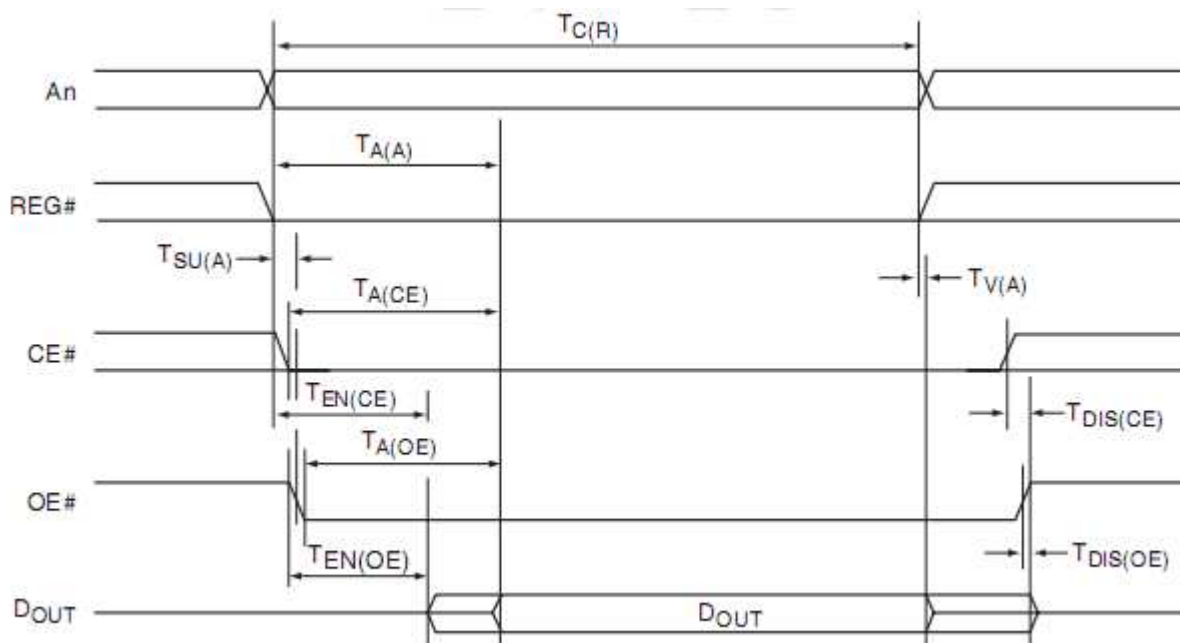 TC(R)
An
TA(A)
REG#
TSU(A)
TV(A)
TA(CE)
CE#
TEN(CE)
TDIS(CE)
TA(OE)
OE#
TEN(OE)
TDIS(OE)
DOUT
DOUT